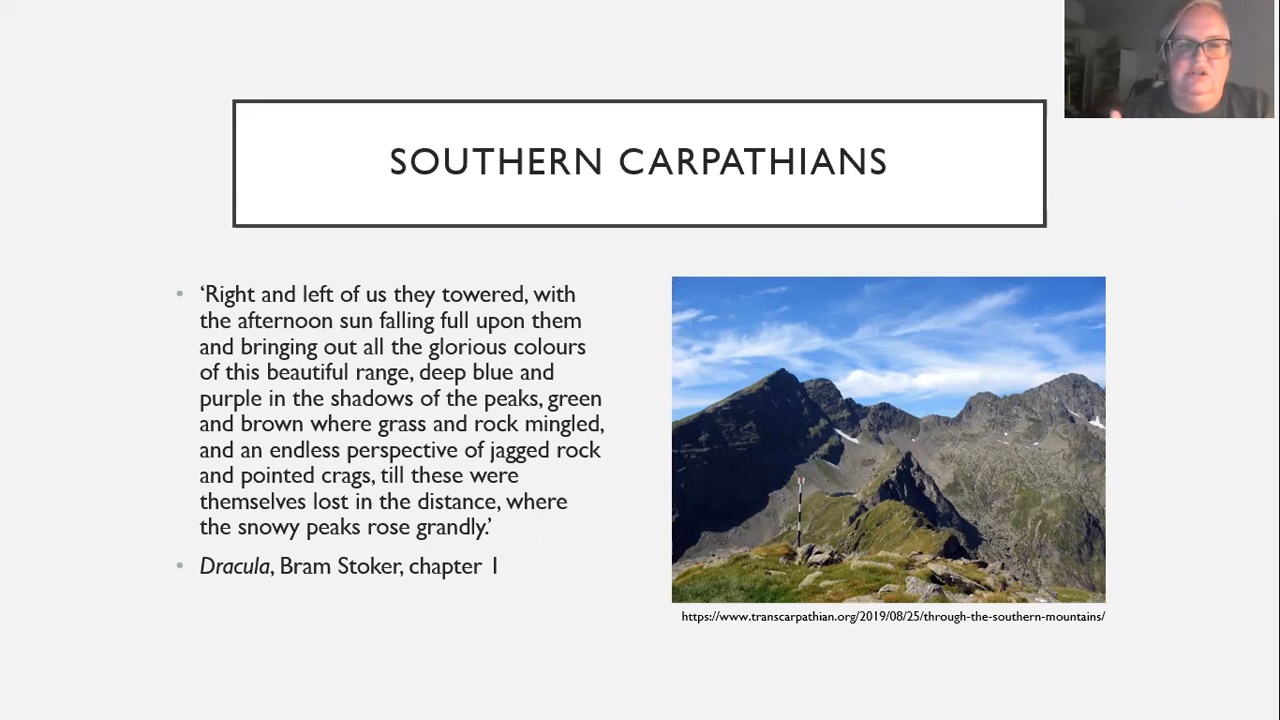 SOUTHERN CARPATHIANS
• ‘Right and left of us they towered, with
the afternoon sun falling full upon them
and bringing out all the glorious colours
of this beautiful range, deep blue and
purple in the shadows of the peaks, green
and brown where grass and rock mingled,
and an endless perspective of jagged rock
and pointed crags, till these were
themselves lost in the distance, where
the snowy peaks rose grandly.’
• Dracula, Bram Stoker, chapter 1
https://www.transcarpathian.org/2019/08/25/through-the-southern-mountains/